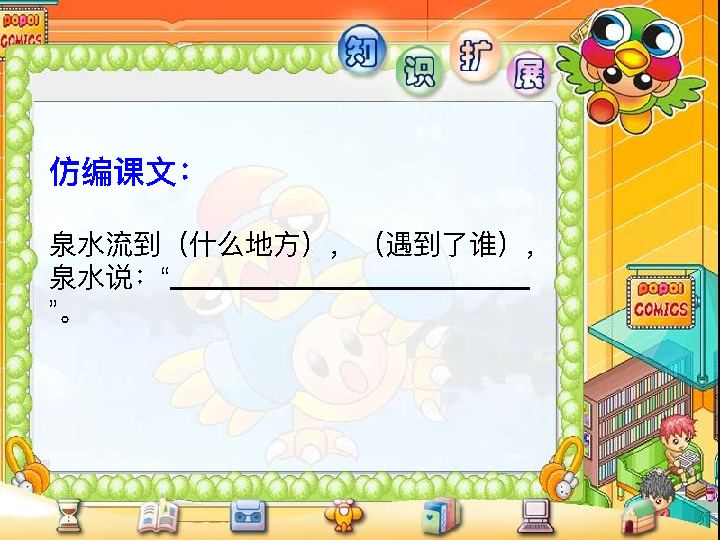 popoi
COMICS
知识扩展
仿编课文：
泉水流到（什么地方），（遇到了谁），
泉水说：“
”。
popoi
COMICS